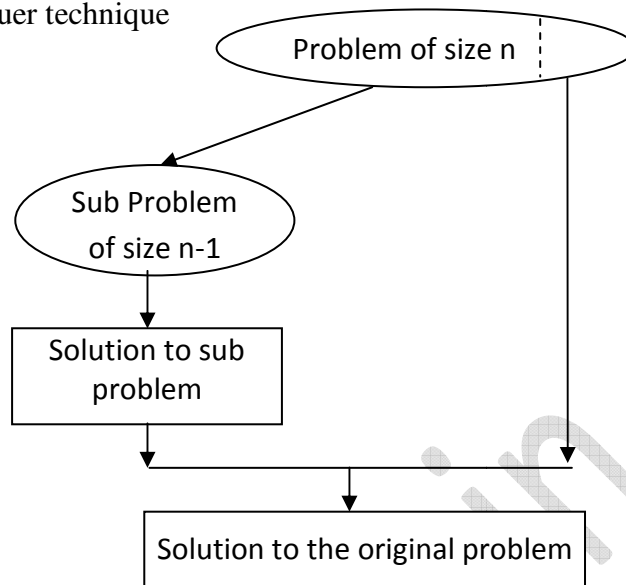 uer technique
Problem of size n
Sub Problem
of size n-1
Solution to sub
problem
Solution to the original problem
in